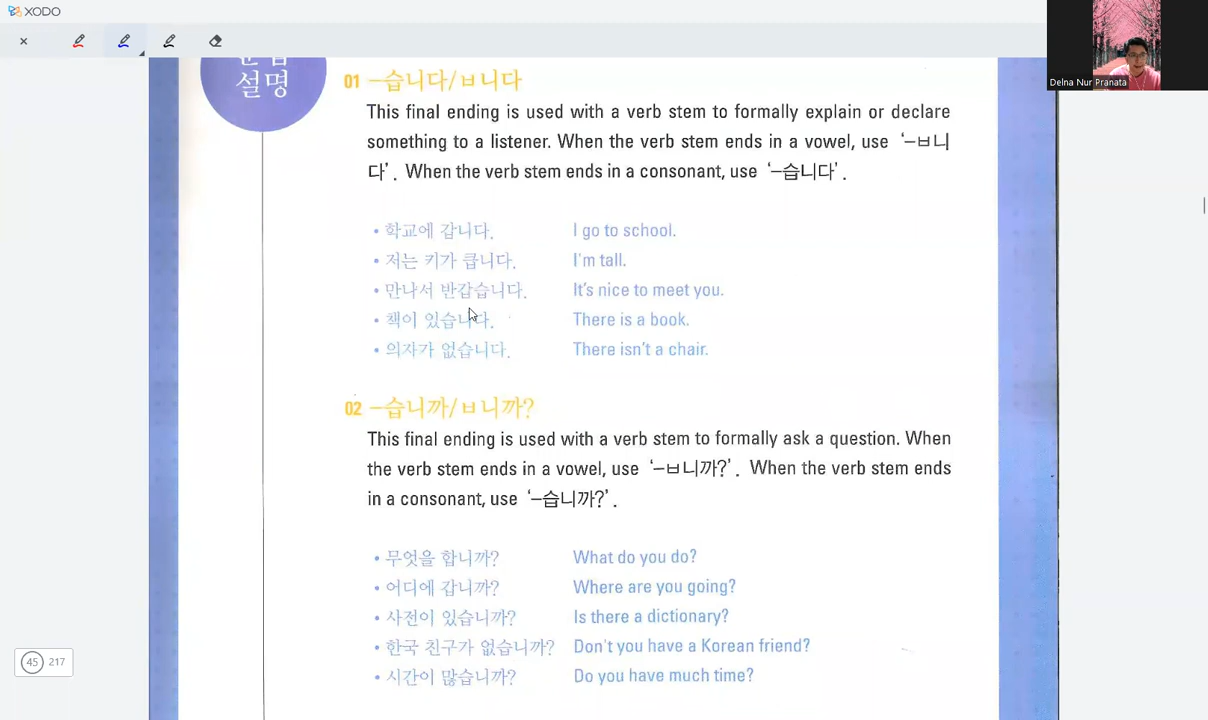 XODO
Delna Nur Pranata
설명
01 –습니다/ㅂ니다
This final ending is used with a verb stem to formally explain or declare
something to a listener. When the verb stem ends in a vowel, use ‘–ㅂ니
다’. When the verb stem ends in a consonant, use ‘–습니다’.
• 학교에 갑니다. I go to school.
• 저는 키가 큽니다. I'm tall.
• 만나서 반갑습니다. It's nice to meet you.
• 책이 있습니다. There is a book.
• 의자가 없습니다. There isn't a chair.
02 –습니까/ㅂ니까?
This final ending is used with a verb stem to formally ask a question. When
the verb stem ends in a vowel, use ‘–ㅂ니까?’. When the verb stem ends
in a consonant, use ‘–습니까?’.
• 무엇을 합니까? What do you do?
• 어디에 갑니까? Where are you going?
• 사전이 있습니까? Is there a dictionary?
• 한국 친구가 없습니까? Don't you have a Korean friend?
• 시간이 많습니까? Do you have much time?
45 217